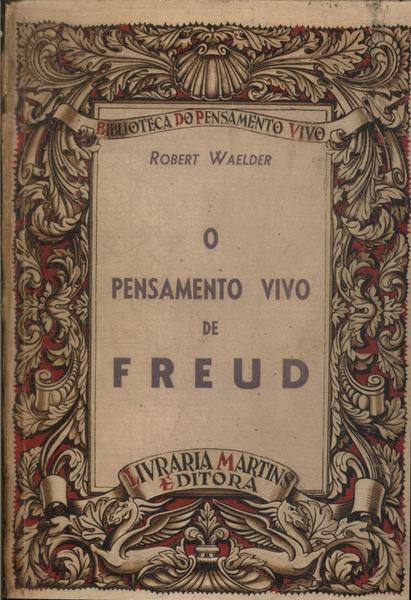 BIBLIOTECA DO PENSAMENTO VIVO
ROBERT WAELDER
O
PENSAMENTO VIVO
DE
FREUD
LIVRARIA MARTINS
EDITORA